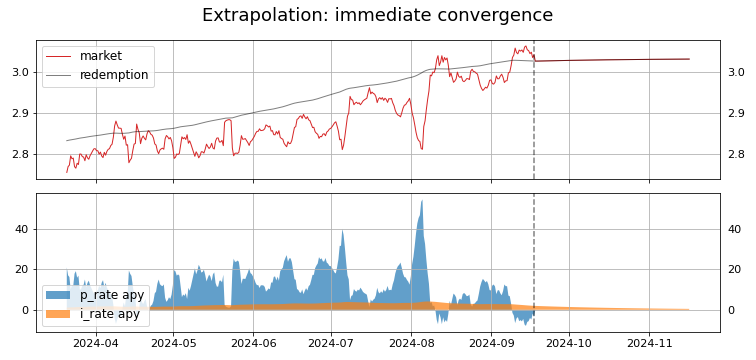 Extrapolation: immediate convergence
market
redemption
3.0
2.9
2.8
3.0
2.9
2.8
40
20
0
40
20
0
p_rate apy
i_rate apy
2024-04 2024-05 2024-06 2024-07 2024-08 2024-09 2024-10 2024-11